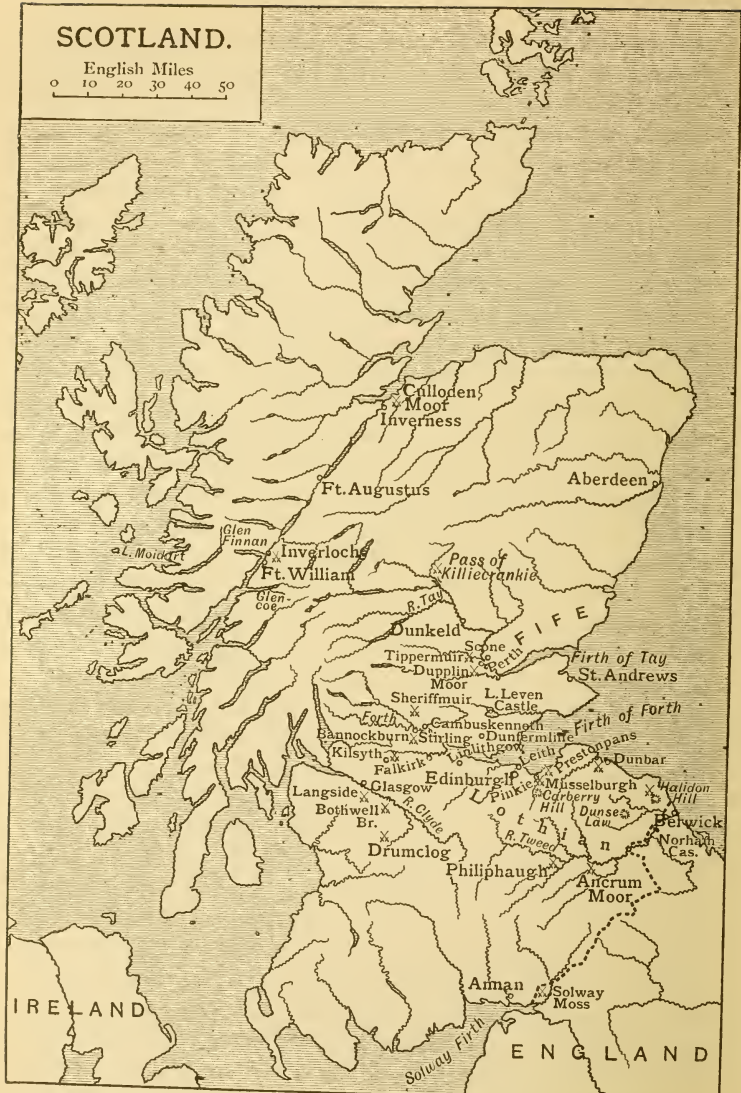 SCOTLAND.
English Miles
0 10 20 30 40 50
Culloden
Moor
Inverness
Ft. Augustus
Aberdeen
Glen
Finnan
L. Moidart
Inverlochy
Ft. William
Pass of
Killiecrankie
Glen-
coe
R. Tay
Dunkeld
FIFE
Scone
Tippermuir
Perth
Firth of Tay
Dupplin
Moor
St. Andrews
Sheriffmuir
L. Leven
Castle
Forth
Cambuskenneth
Firth of Forth
Bannockburn
Stirling
Dunfermline
Kilsyth
Linlithgow
Leith
Prestonpans
Falkirk
Dunbar
Edinburgh
Pinkie
Musselburgh
Halidon
Hill
Langside
Glasgow
Carberry
Hill
Bothwell
Br.
R. Clyde
Lothian
Dunse
Law
Berwick
Drumclog
R. Tweed
Norham
Cas.
Philiphaugh
Ancrum
Moor
Annan
Solway
Moss
IRELAND
Solway Firth
ENGLAND